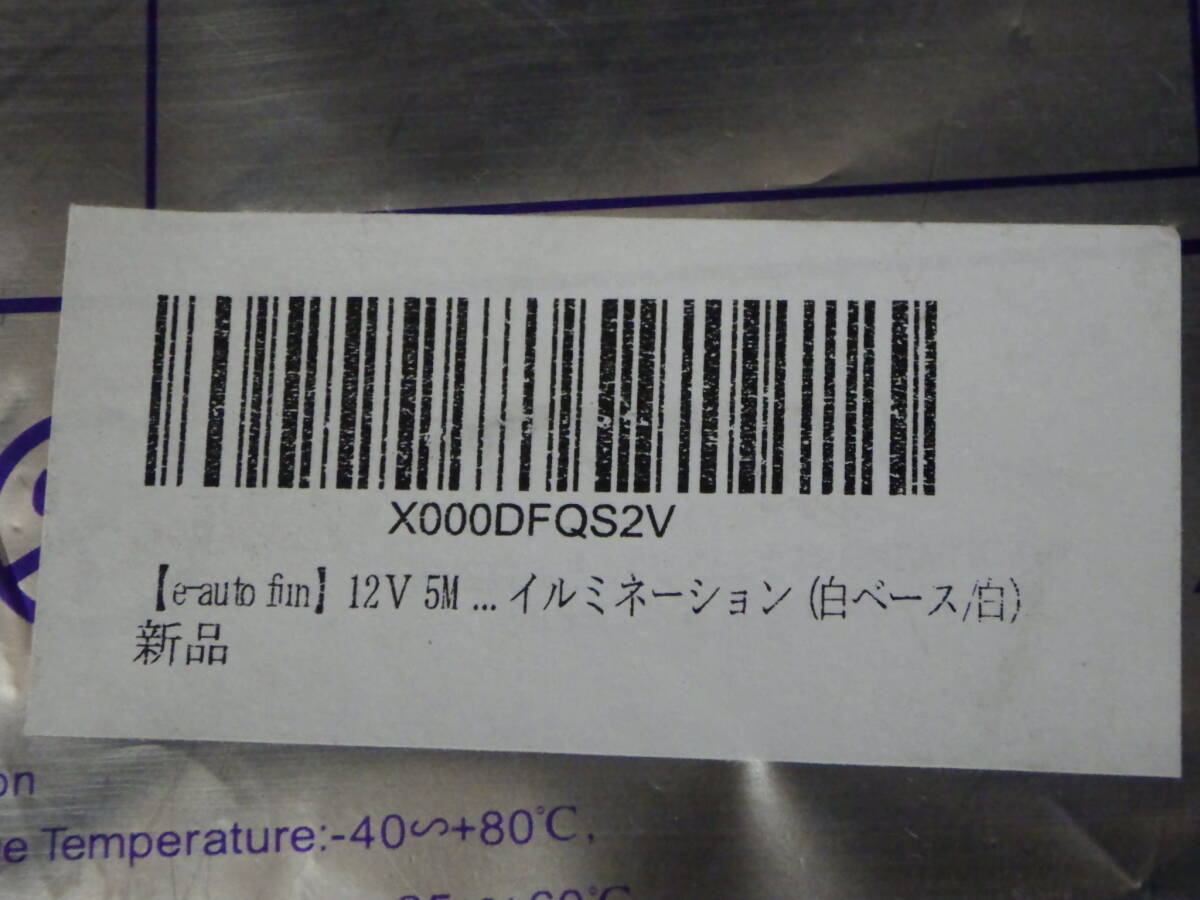 X000DFQS2V
【e-auto fun】12V 5M ... イルミネーション (白ベース/白)
新品
on
e Temperature:-40∽+80℃,